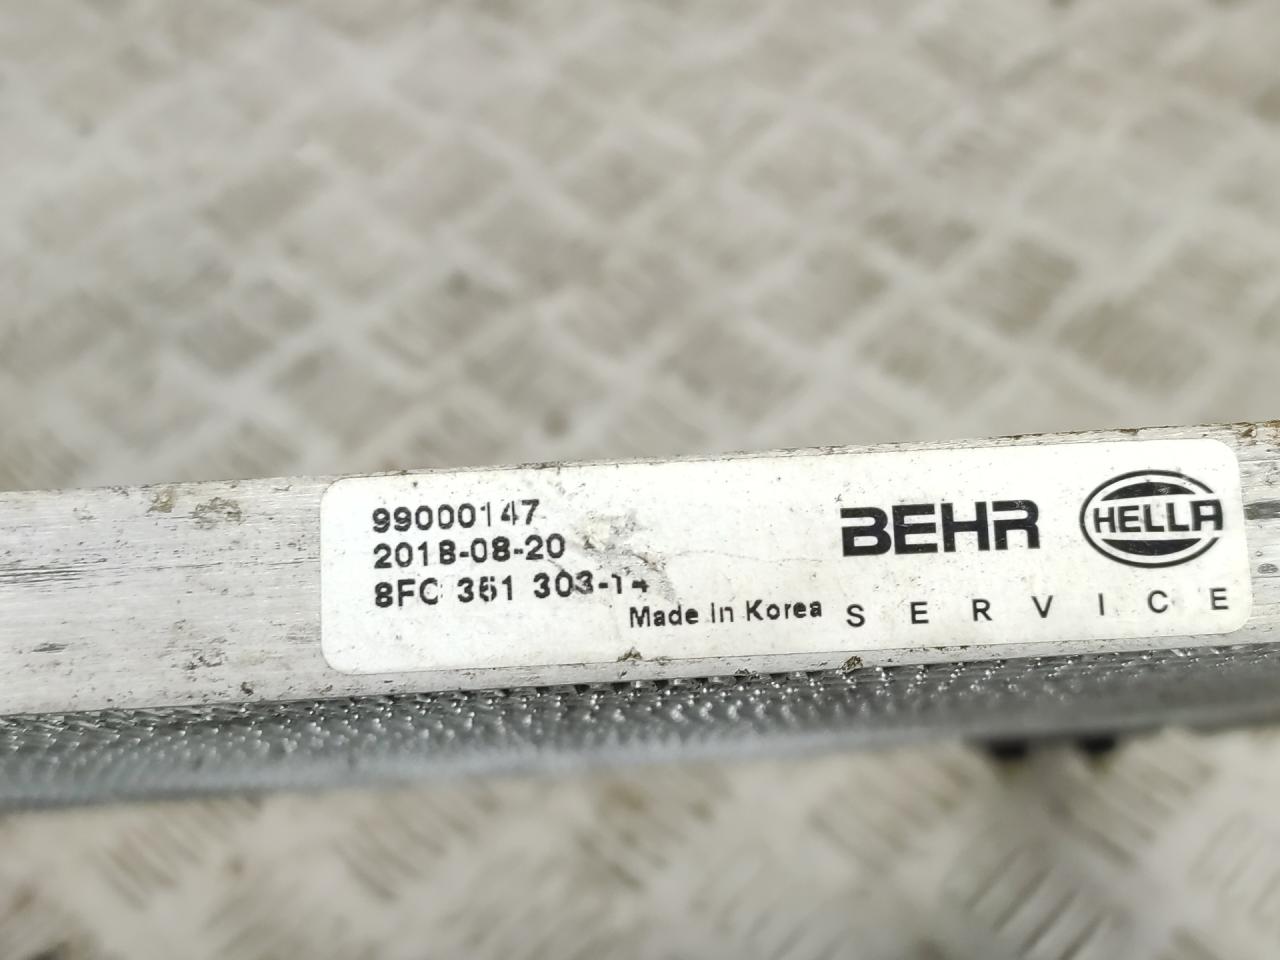 99000147
2018-08-20
8FC 351 303-14
Made in Korea
BEHR HELLA
SERVICE